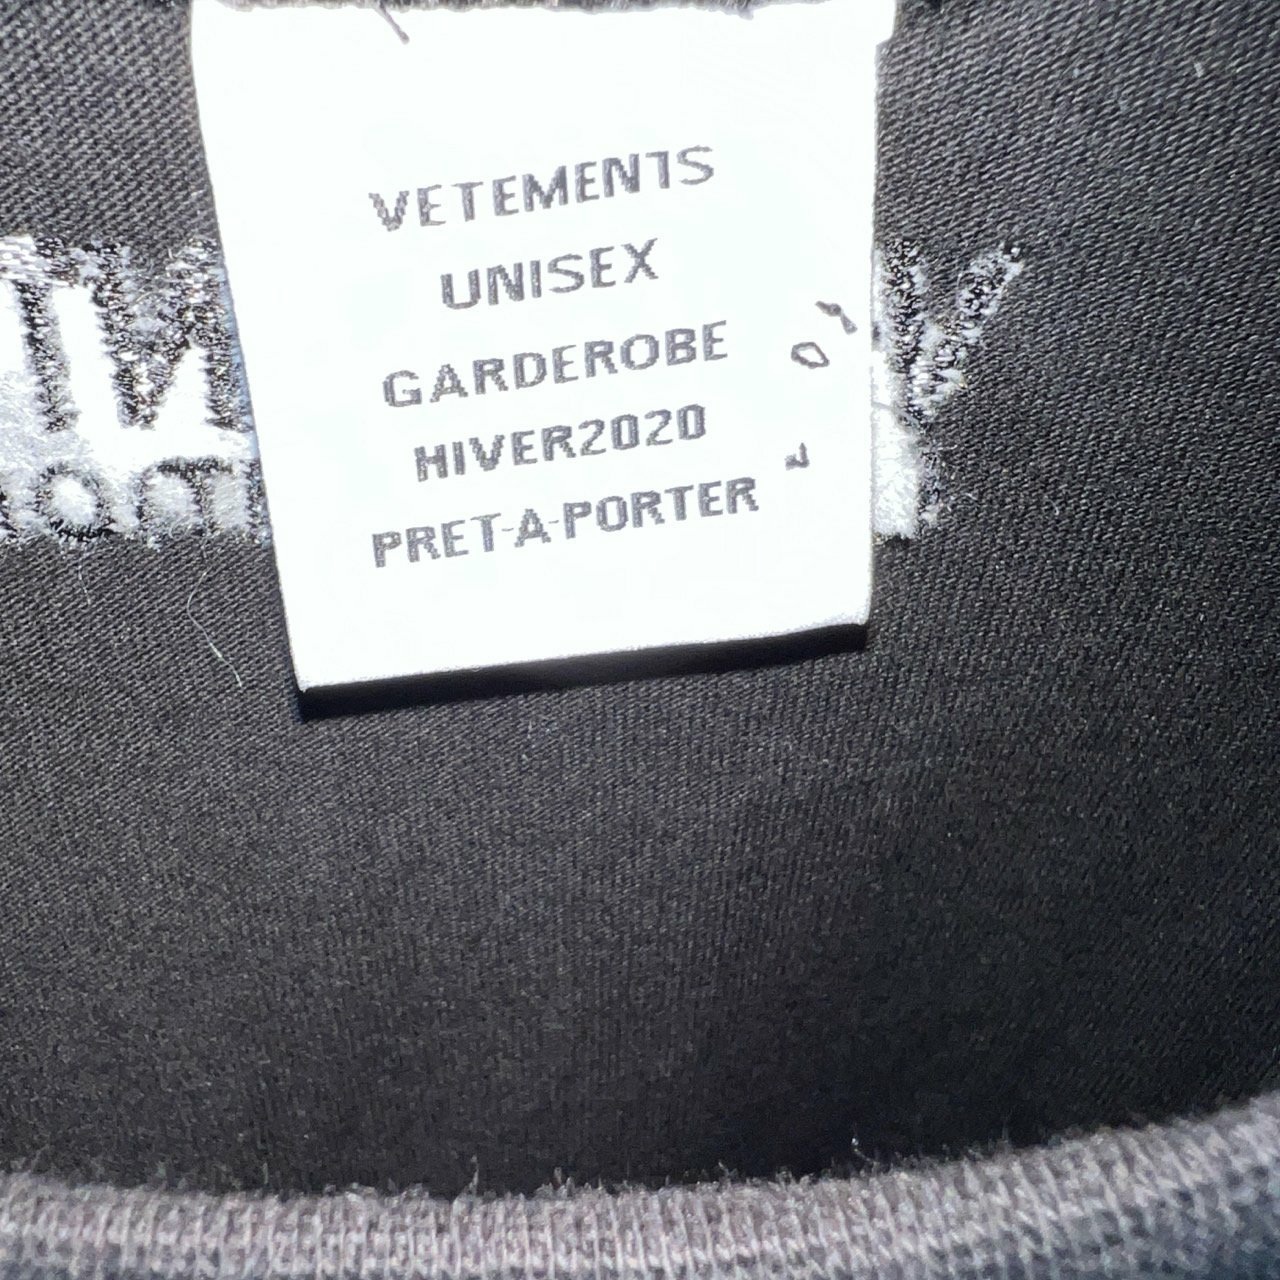 VETEMENTS
UNISEX
GARDEROBE
HIVER2020
PRET-A-PORTER